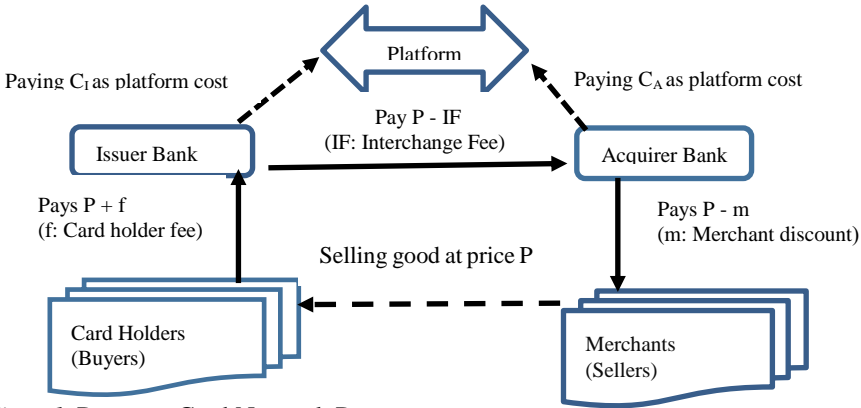 Platform
Paying C_I as platform cost
Paying C_A as platform cost
Pay P - IF
(IF: Interchange Fee)
Issuer Bank
Acquirer Bank
Pays P + f
(f: Card holder fee)
Pays P - m
(m: Merchant discount)
Selling good at price P
Card Holders
(Buyers)
Merchants
(Sellers)